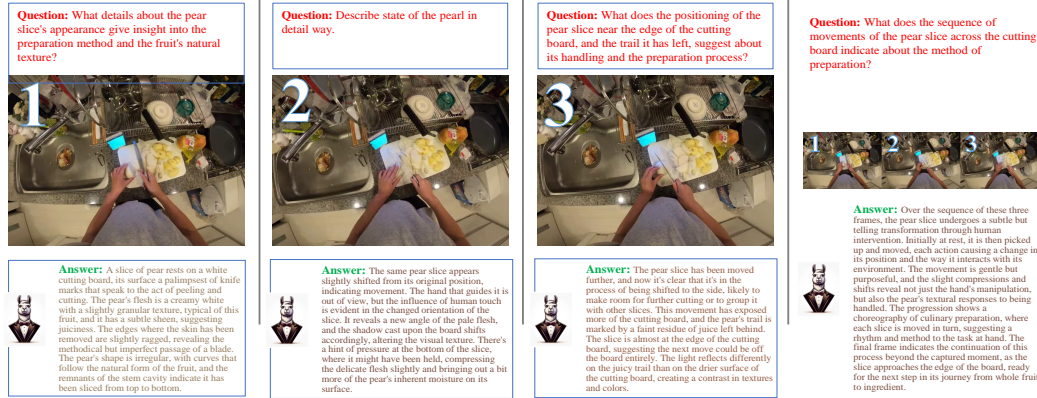 Question: What details about the pear
slice's appearance give insight into the
preparation method and the fruit's natural
texture?
1
Answer: A slice of pear rests on a white
cutting board, its surface a palimpsest of knife
marks that speak to the act of peeling and
cutting. The pear's flesh is a creamy white
with a slightly granular texture, typical of this
fruit, and it has a subtle sheen, suggesting
juiciness. The edges where the skin has been
removed are slightly ragged, revealing the
methodical but imperfect passage of a blade.
The pear's shape is irregular, with curves that
follow the natural form of the fruit, and the
remnants of the stem cavity indicate it has
been sliced from top to bottom.
Question: Describe state of the pearl in
detail way.
2
Answer: The same pear slice appears
slightly shifted from its original position,
indicating movement. The hand that guides it is
out of view, but the influence of human touch
is evident in the changed orientation of the
slice. It reveals a new angle of the pale flesh,
and the shadow cast upon the board shifts
accordingly, altering the visual texture. There's
a hint of pressure at the bottom of the slice,
where it might have been held, compressing
the delicate flesh slightly and bringing out a bit
more of the pear's inherent moisture on its
surface.
Question: What does the positioning of the
pear slice near the edge of the cutting
board, and the trail it has left, suggest about
its handling and the preparation process?
3
Answer: The pear slice has been moved
further, and now it's clear that it's in the
process of being shifted to the side, likely to
make room for further cutting or to group it
with other slices. This movement has exposed
more of the cutting board, and the pear's trail is
marked by a faint residue of juice left behind.
The slice is almost at the edge of the cutting
board, suggesting the next move could be off
the board entirely. The light reflects differently
on the juicy trail than on the drier surface of
the cutting board, creating a contrast in textures
and colors.
Question: What does the sequence of
movements of the pear slice across the cutting
board indicate about the method of
preparation?
1 2 3
Answer: Over the sequence of these three
frames, the pear slice undergoes a subtle but
telling transformation through human
intervention. Initially at rest, it is then picked
up and moved, each action causing a change in
its position and the way it interacts with its
environment. The movement is gentle but
purposeful, and the slight compressions and
shifts reveal not just the hand's manipulation,
but also the pear's textural responses to being
handled. The progression shows a
choreography of culinary preparation, where
each slice is moved in turn, suggesting a
rhythm and method to the task at hand. The
final frame indicates the continuation of this
process beyond the captured moment, as the
slice approaches the edge of the board, ready
for the next step in its journey from whole fruit
to ingredient.